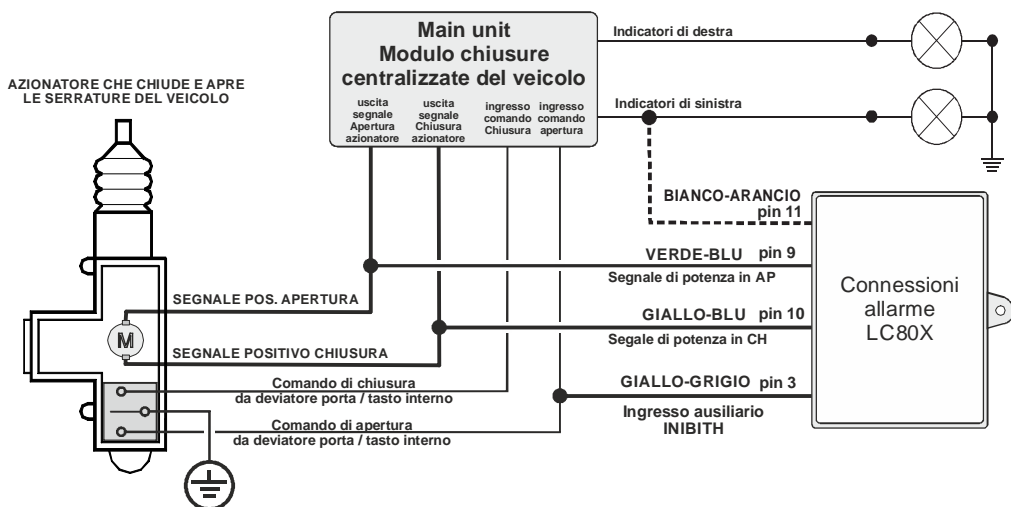 Main unit
Modulo chiusure
centralizzate del veicolo
uscita
segnale
Apertura
azionatore
uscita
segnale
Chiusura
azionatore
ingresso
comando
Chiusura
ingresso
comando
apertura
Indicatori di destra
Indicatori di sinistra
AZIONATORE CHE CHIUDE E APRE
LE SERRATURE DEL VEICOLO
BIANCO-ARANCIO
pin 11
VERDE-BLU pin 9
Segnale di potenza in AP
GIALLO-BLU pin 10
Segale di potenza in CH
GIALLO-GRIGIO pin 3
Ingresso ausiliario
INIBITH
Connessioni
allarme
LC80X
SEGNALE POS. APERTURA
M
SEGNALE POSITIVO CHIUSURA
Comando di chiusura
da deviatore porta / tasto interno
Comando di apertura
da deviatore porta / tasto interno